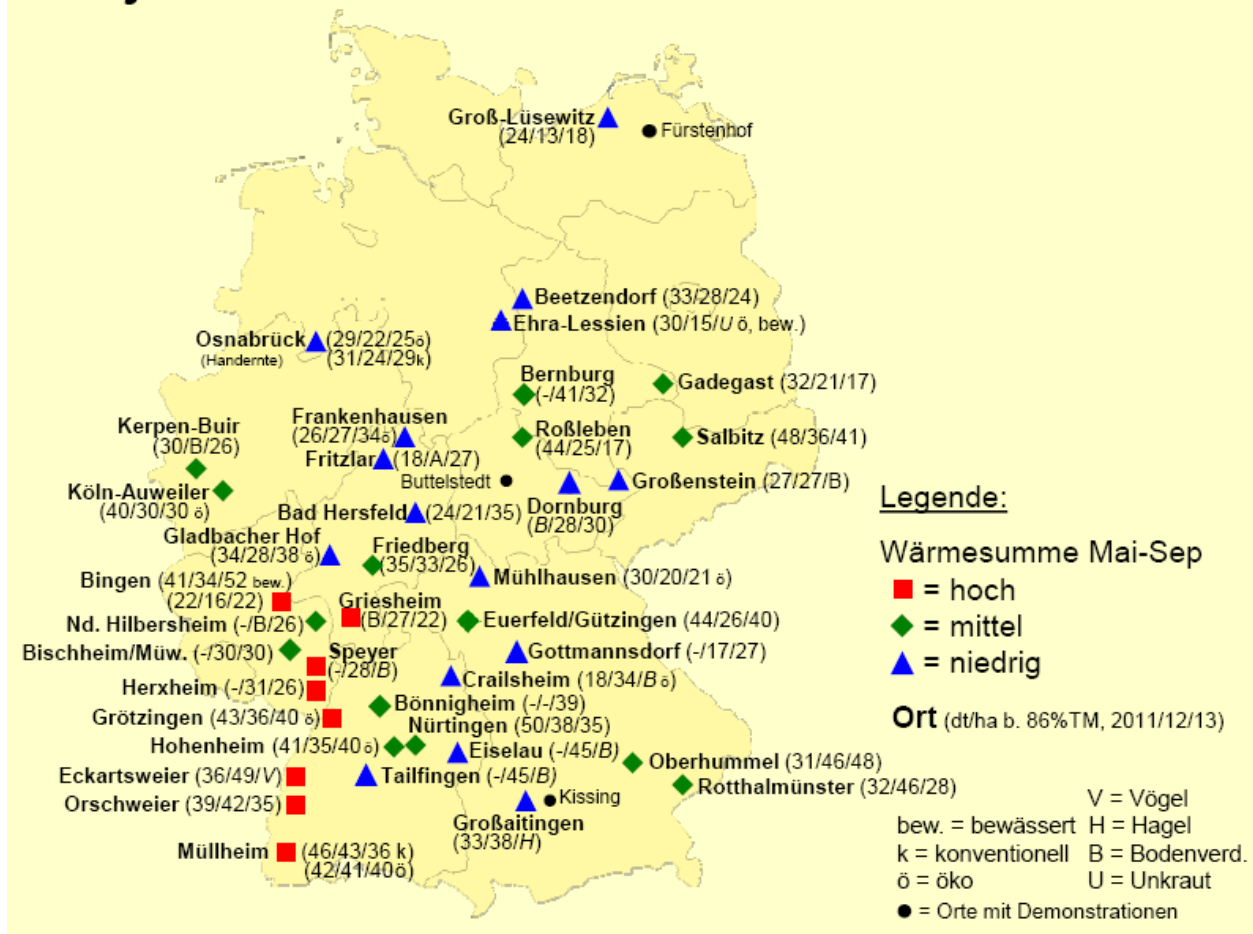 Groß-Lüsewitz
(24/13/18)
Fürstenhof
Beetzendorf (33/28/24)
Ehra-Lessien (30/15/U ö, bew.)
Osnabrück (29/22/25ö)
(Handernte) (31/24/29k)
Bernburg
(-/41/32)
Gadegast (32/21/17)
Kerpen-Buir
(30/B/26)
Frankenhausen
(26/27/34ö)
Roßleben
(44/25/17)
Salbitz (48/36/41)
Fritzlar (18/A/27)
Buttelstedt
Großenstein (27/27/B)
Köln-Auweiler
(40/30/30 ö)
Dornburg
(B/28/30)
Bad Hersfeld (24/21/35)
Gladbacher Hof
(34/28/38 ö)
Friedberg
(35/33/26)
Mühlhausen (30/20/21 ö)
Bingen (41/34/52 bew.)
(22/16/22)
Griesheim
(B/27/22)
Nd. Hilbersheim (-/B/26)
Euerfeld/Gützingen (44/26/40)
Bischheim/Müw. (-/30/30)
Speyer
(-/28/B)
Gottmannsdorf (-/17/27)
Herxheim (-/31/26)
Crailsheim (18/34/B ö)
Grötzingen (43/36/40 ö)
Bönnigheim (-/-/39)
Nürtingen (50/38/35)
Hohenheim (41/35/40 ö)
Eiselau (-/45/B)
Oberhummel (31/46/48)
Eckartsweier (36/49/V)
Tailfingen (-/45/B)
Rotthalmünster (32/46/28)
Orschweier (39/42/35)
Kissing
Großaitingen
(33/38/H)
Müllheim (46/43/36 k)
(42/41/40ö)
Legende:
Wärmesumme Mai-Sep
= hoch
= mittel
= niedrig
Ort (dt/ha b. 86%TM, 2011/12/13)
V = Vögel
bew. = bewässert H = Hagel
k = konventionell B = Bodenverd.
ö = öko U = Unkraut
= Orte mit Demonstrationen